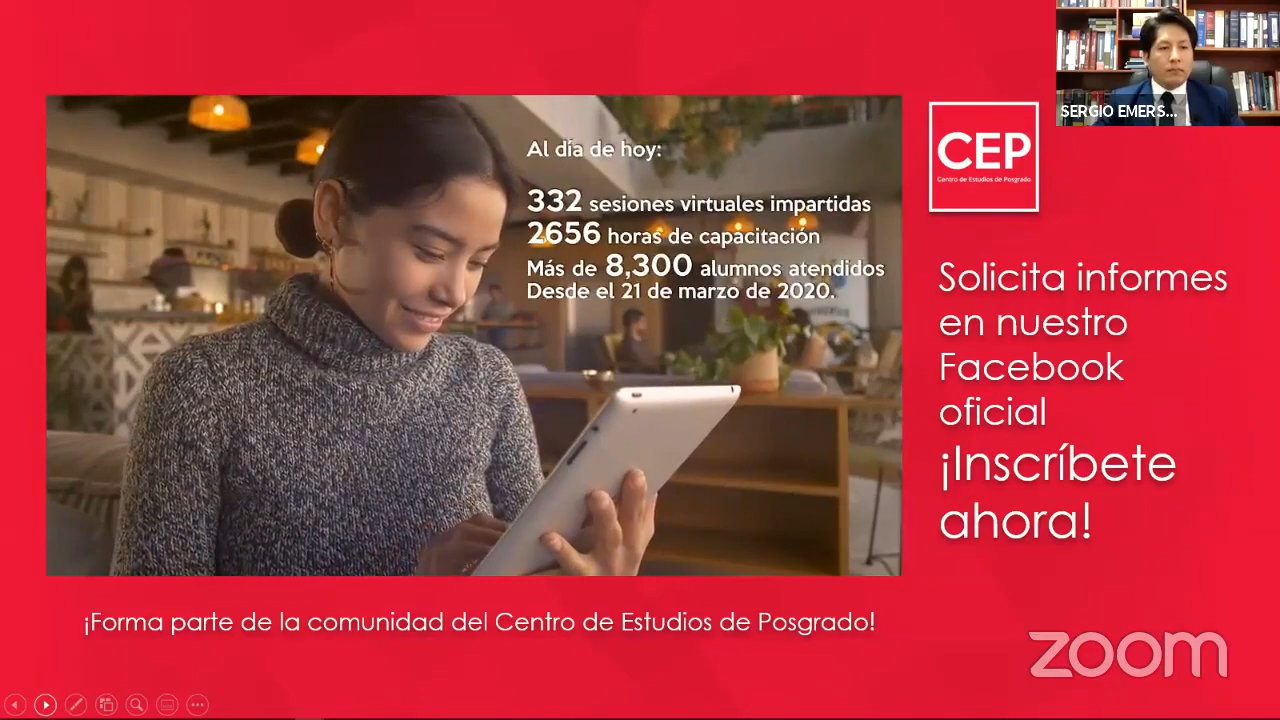 SERGIO EMERS...
CEP
Centro de Estudios de Posgrado
Al día de hoy:
332 sesiones virtuales impartidas
2656 horas de capacitación
Más de 8,300 alumnos atendidos
Desde el 21 de marzo de 2020.
Solicita informes
en nuestro
Facebook
oficial
¡Inscríbete
ahora!
¡Forma parte de la comunidad del Centro de Estudios de Posgrado!
zoom